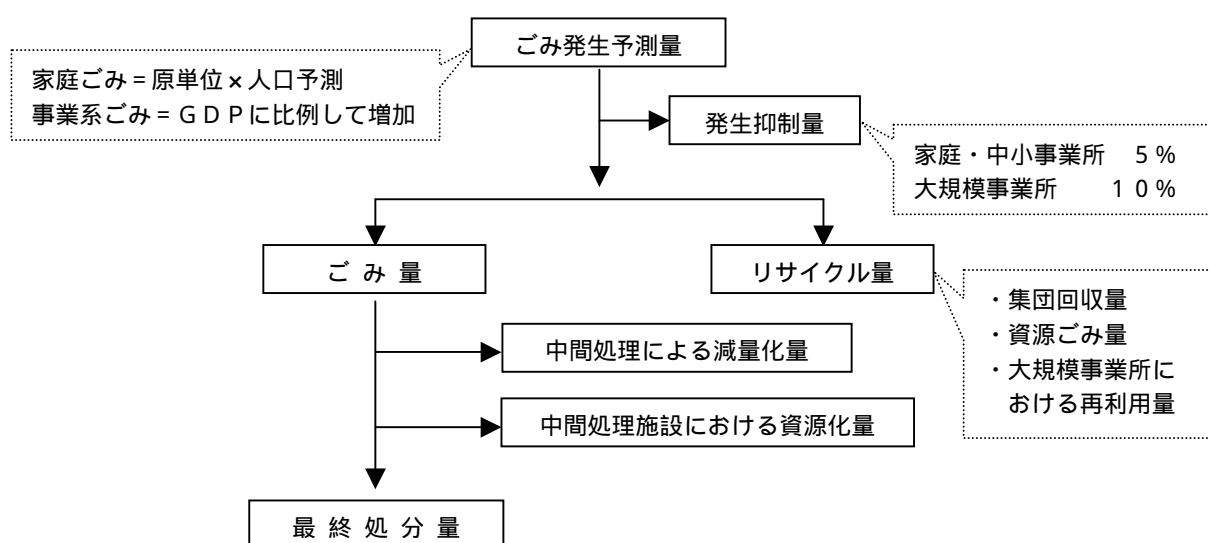 ごみ発生予測量
家庭ごみ=原単位×人口予測
事業系ごみ=GDPに比例して増加
発生抑制量
家庭・中小事業所 5%
大規模事業所 10%
ごみ量
リサイクル量
・集団回収量
・資源ごみ量
・大規模事業所に
おける再利用量
中間処理による減量化量
中間処理施設における資源化量
最終処分量